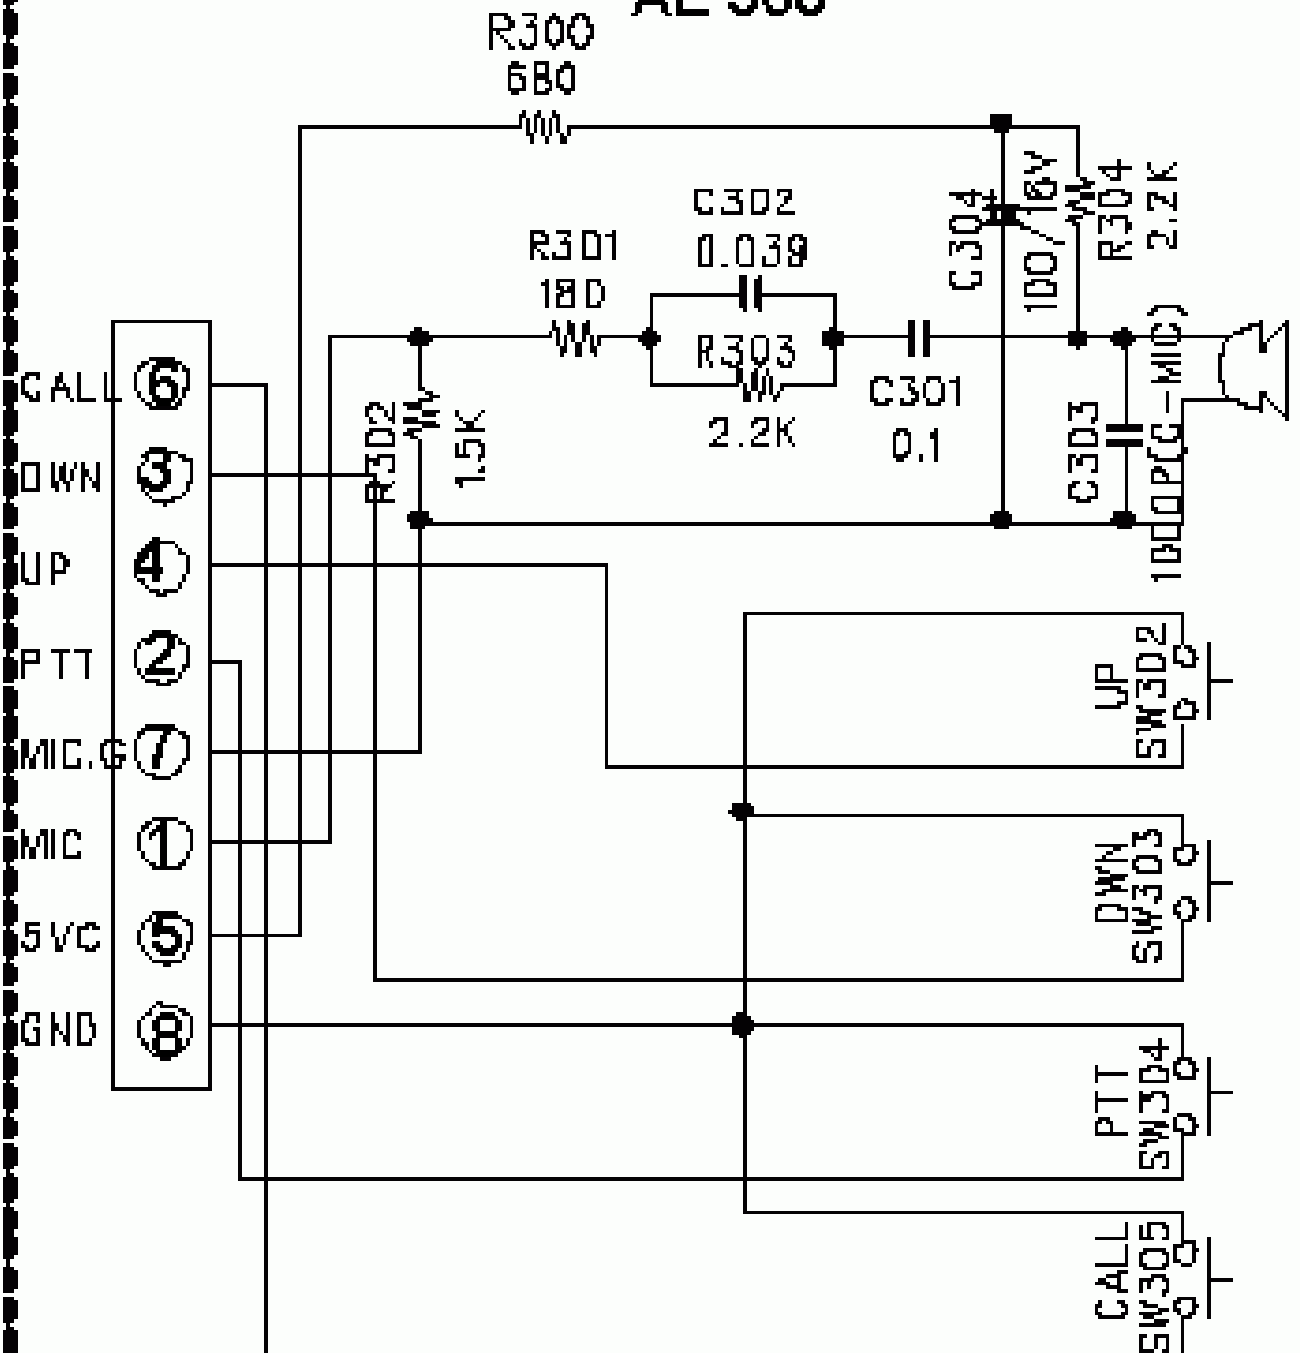 R300
680
C302
0.039
R301
180
C304
100/16V
R304
2.2K
R303
2.2K
C301
0.1
R302
1.5K
C303
1000P(C-MIC)
CALL 6
DWN 3
UP 4
PTT 2
MIC.G 7
MIC 1
5VC 5
GND 8
UP
SW302
DWN
SW303
PTT
SW304
CALL
SW305